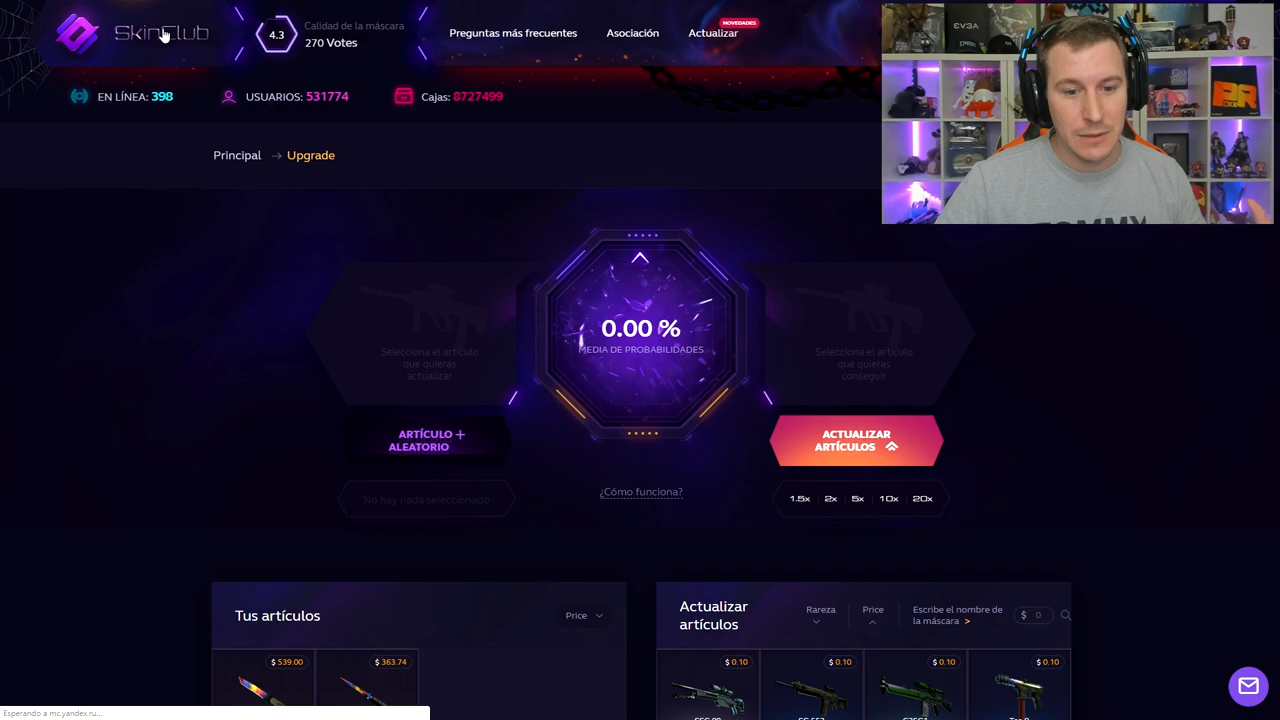 SkinClub
4.3
Calidad de la máscara
270 Votes
Preguntas más frecuentes
Asociación
Actualizar
NOVEDADES
EVGA
EN LÍNEA: 398
USUARIOS: 531774
Cajas: 8727499
Principal → Upgrade
TOMMY
Selecciona el artículo
que quieras
actualizar
0.00 %
MEDIA DE PROBABILIDADES
Selecciona el artículo
que quieras
conseguir
ARTÍCULO +
ALEATORIO
ACTUALIZAR
ARTÍCULOS
No hay nada seleccionado
¿Cómo funciona?
1.5x 2x 5x 10x 20x
Tus artículos
Price
Actualizar
artículos
Rareza
Price
Escribe el nombre de
la máscara >
$ 0
$ 539.00
$ 363.74
$ 0.10
$ 0.10
$ 0.10
$ 0.10
Esperando a mc.yandex.ru...